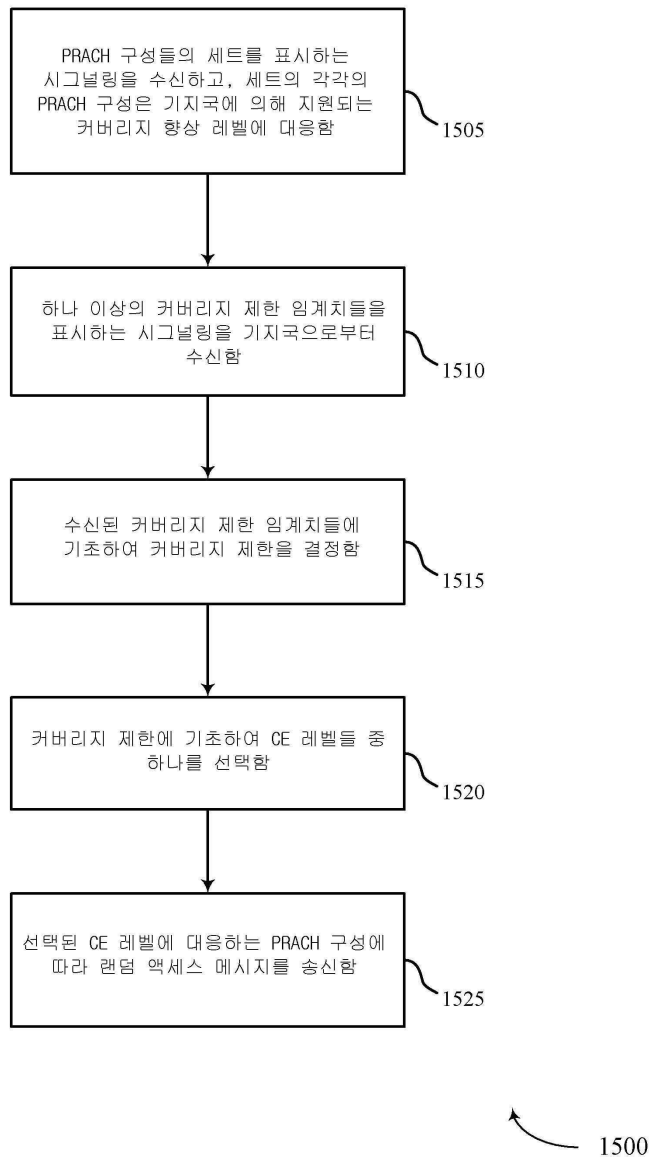 PRACH 구성들의 세트를 표시하는
시그널링을 수신하고, 세트의 각각의
PRACH 구성은 기지국에 의해 지원되는
커버리지 향상 레벨에 대응함
1505
하나 이상의 커버리지 제한 임계치들을
표시하는 시그널링을 기지국으로부터
수신함
1510
수신된 커버리지 제한 임계치들에
기초하여 커버리지 제한을 결정함
1515
커버리지 제한에 기초하여 CE 레벨들 중
하나를 선택함
1520
선택된 CE 레벨에 대응하는 PRACH 구성에
따라 랜덤 액세스 메시지를 송신함
1525
1500